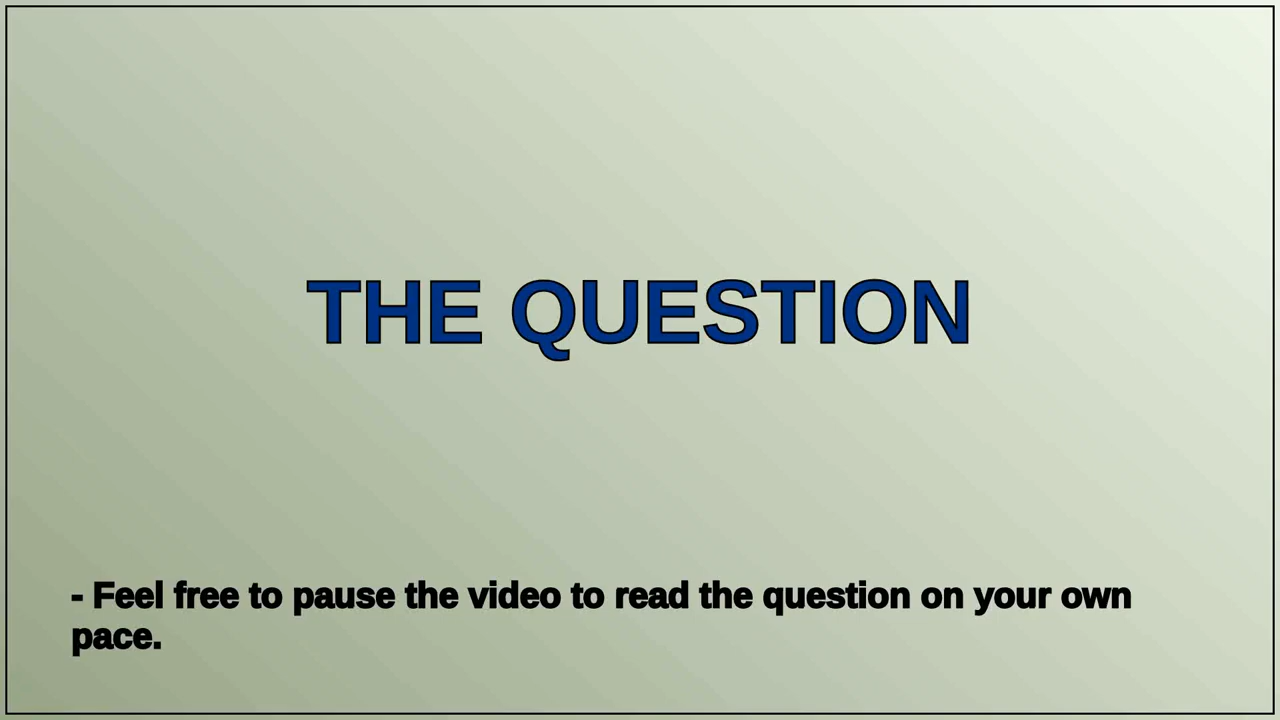 THE QUESTION
- Feel free to pause the video to read the question on your own
pace.